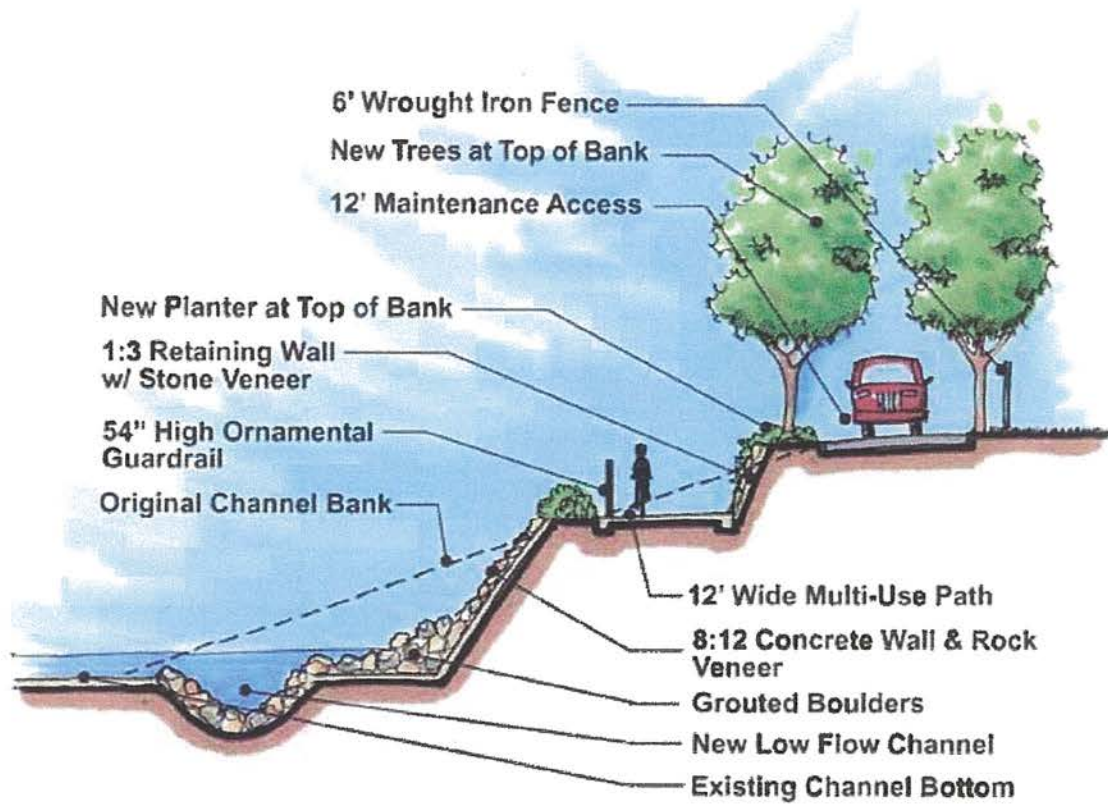 6' Wrought Iron Fence
New Trees at Top of Bank
12' Maintenance Access
New Planter at Top of Bank
1:3 Retaining Wall
w/ Stone Veneer
54" High Ornamental
Guardrail
Original Channel Bank
12' Wide Multi-Use Path
8:12 Concrete Wall & Rock
Veneer
Grouted Boulders
New Low Flow Channel
Existing Channel Bottom